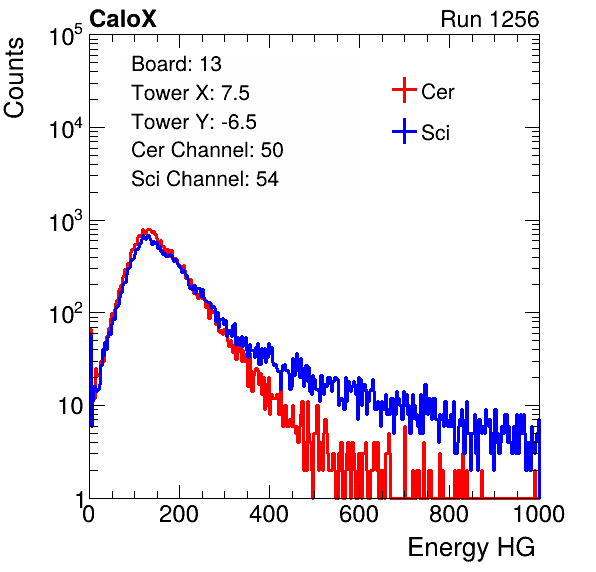 CaloX Run 1256
Counts
Board: 13
Tower X: 7.5
Tower Y: -6.5
Cer Channel: 50
Sci Channel: 54
Cer
Sci
10^5
10^4
10^3
10^2
10
1
0 200 400 600 800 1000
Energy HG